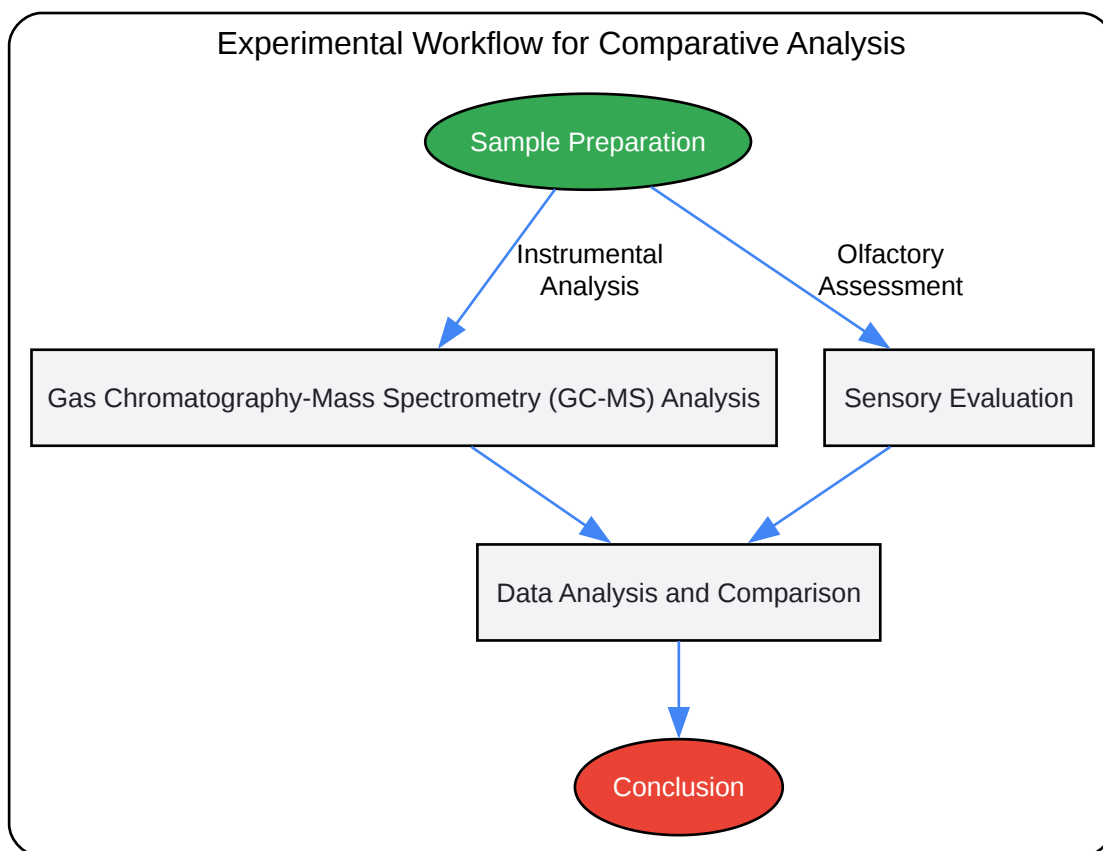 Experimental Workflow for Comparative Analysis
Sample Preparation
Instrumental
Analysis
Olfactory
Assessment
Gas Chromatography-Mass Spectrometry (GC-MS) Analysis
Sensory Evaluation
Data Analysis and Comparison
Conclusion